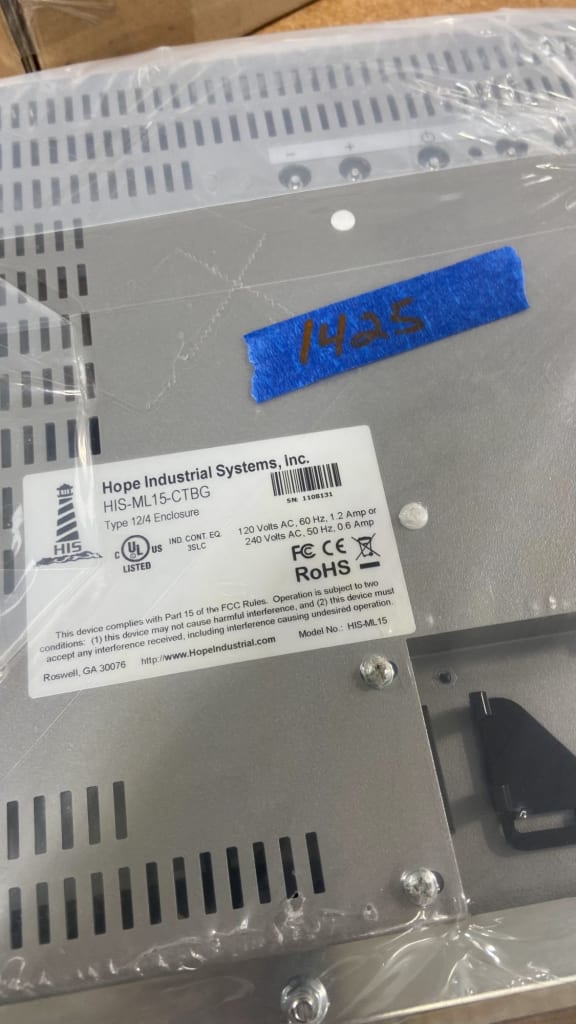 1425
Hope Industrial Systems, Inc.
HIS-ML15-CTBG
Type 12/4 Enclosure
SN: 1108131
HIS
C UL US
LISTED
IND. CONT. EQ.
3SLC
120 Volts AC, 60 Hz, 1.2 Amp or
240 Volts AC, 50 Hz, 0.6 Amp
FC CE
RoHS
This device complies with Part 15 of the FCC Rules. Operation is subject to two
conditions: (1) this device may not cause harmful interference, and (2) this device must
accept any interference received, including interference causing undesired operation.
Roswell, GA 30076 http://www.HopeIndustrial.com Model No.: HIS-ML15